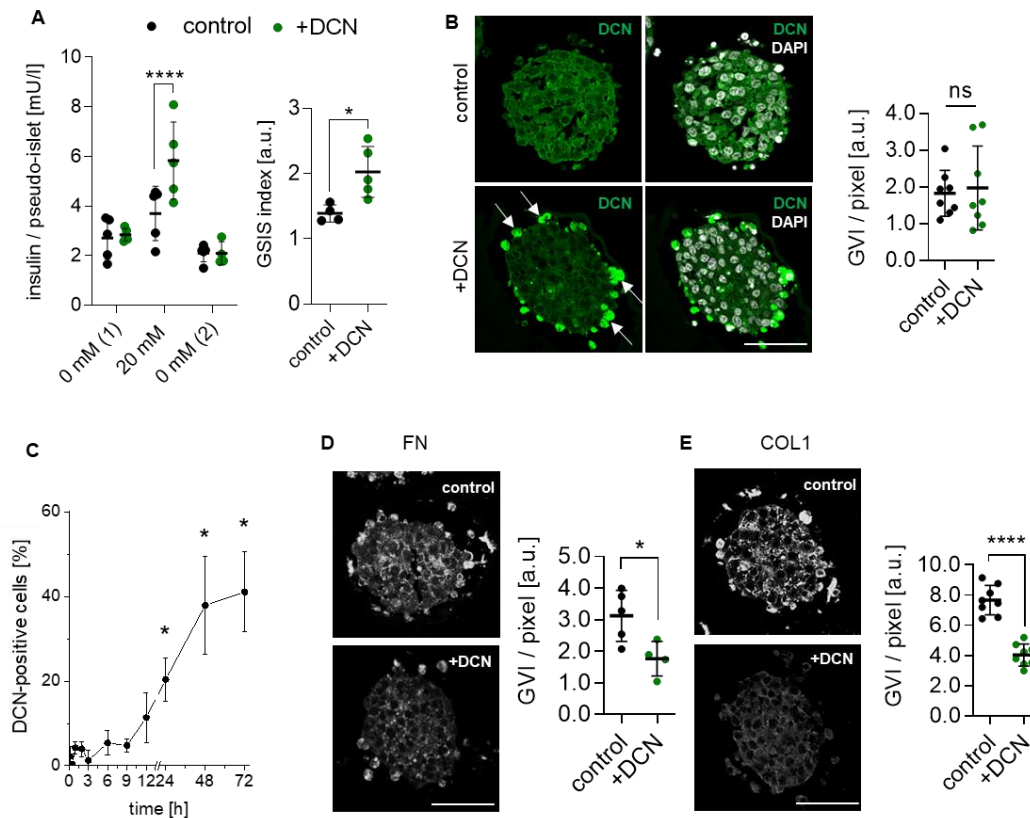 A
control
+DCN
insulin / pseudo-islet [mU/l]
10
8
6
4
2
0
****
0 mM (1)
20 mM
0 mM (2)
GSIS index [a.u.]
3
2
1
0
*
control
+DCN
B
control
+DCN
DCN
DCN
DAPI
DCN
DCN
DAPI
GVI / pixel [a.u.]
4.0
3.0
2.0
1.0
0.0
ns
control
+DCN
C
DCN-positive cells [%]
60
40
20
0
* * *
0 3 6 9 12 24 48 72
time [h]
D
FN
control
+DCN
GVI / pixel [a.u.]
5.0
4.0
3.0
2.0
1.0
0.0
*
control
+DCN
E
COL1
control
+DCN
GVI / pixel [a.u.]
10.0
8.0
6.0
4.0
2.0
0.0
****
control
+DCN